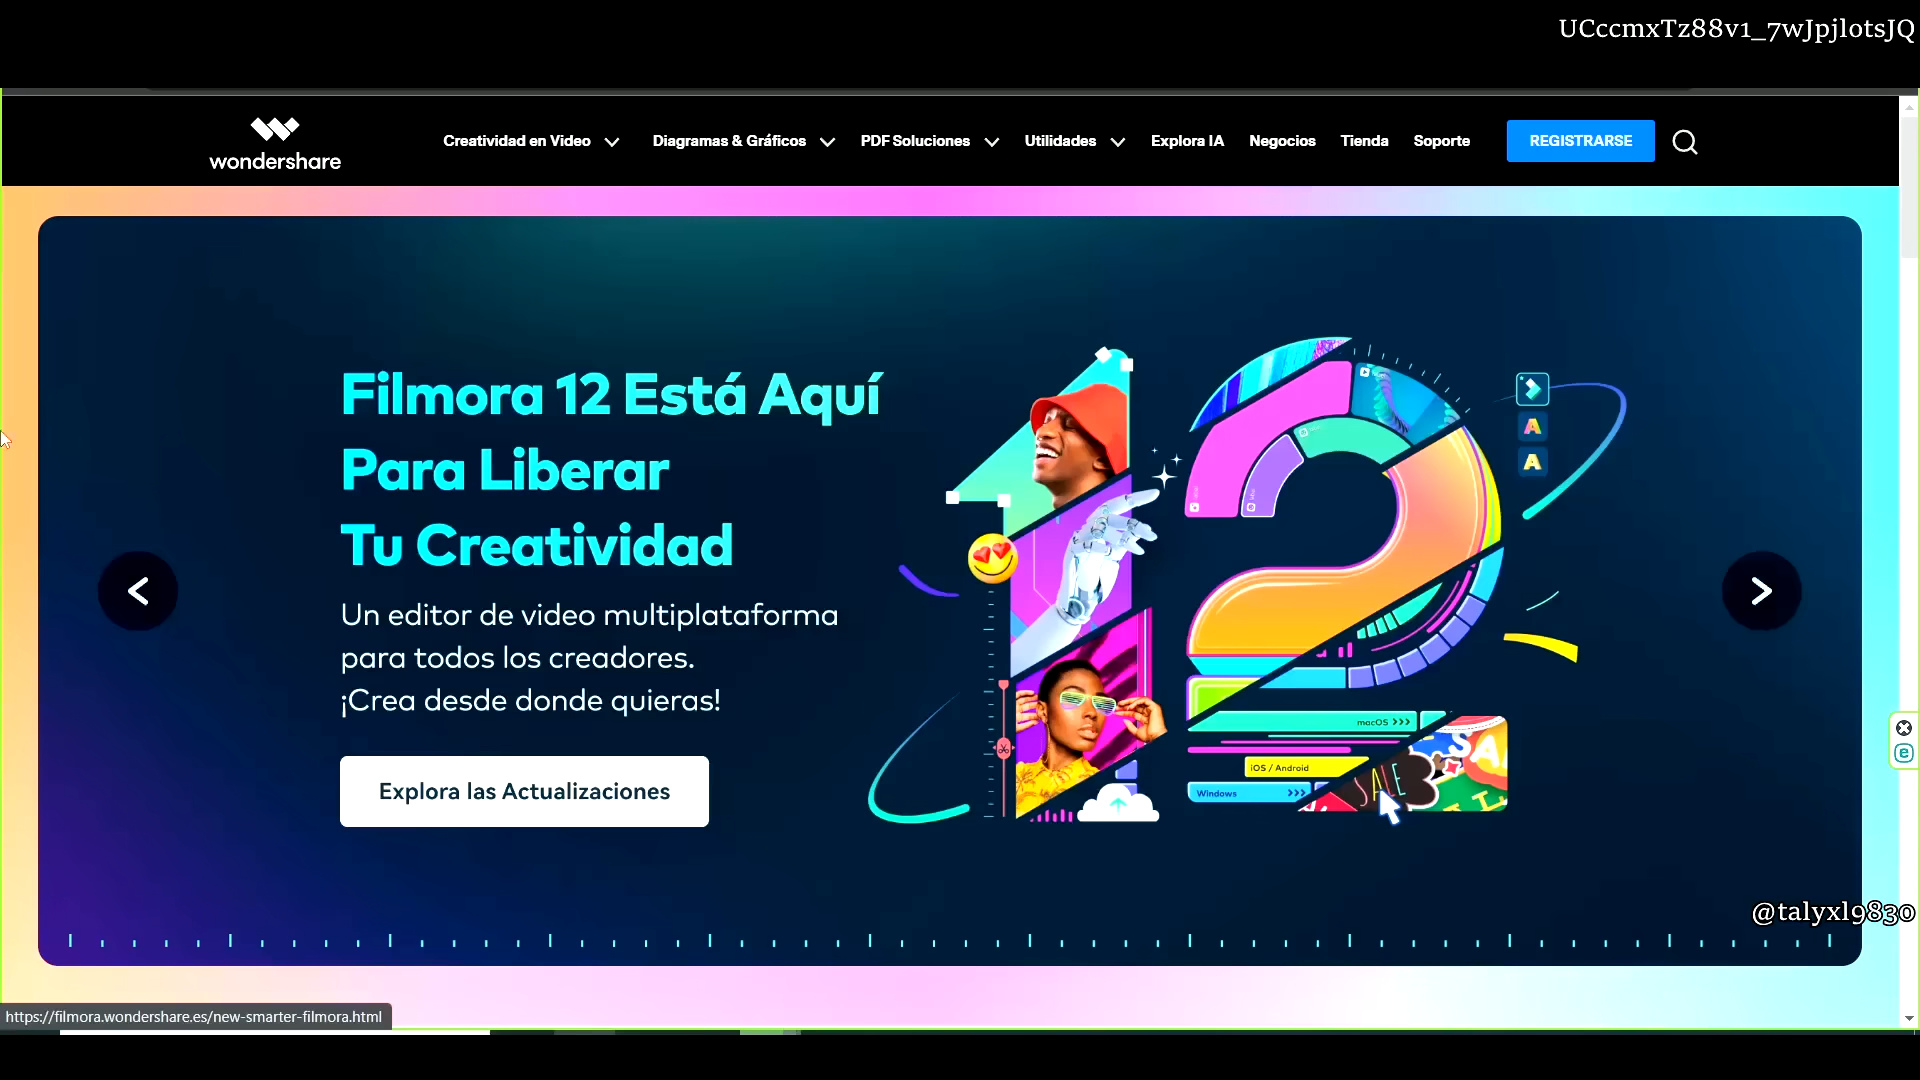 UCccmxTz88v1_7wJpjlotsJQ
wondershare
Creatividad en Video
Diagramas & Gráficos
PDF Soluciones
Utilidades
Explora IA
Negocios
Tienda
Soporte
REGISTRARSE
Filmora 12 Está Aquí
Para Liberar
Tu Creatividad
Un editor de video multiplataforma
para todos los creadores.
¡Crea desde donde quieras!
Explora las Actualizaciones
A
A
macOS >>>
iOS / Android
Windows >>>
SALE
@talyxl9830
https://filmora.wondershare.es/new-smarter-filmora.html